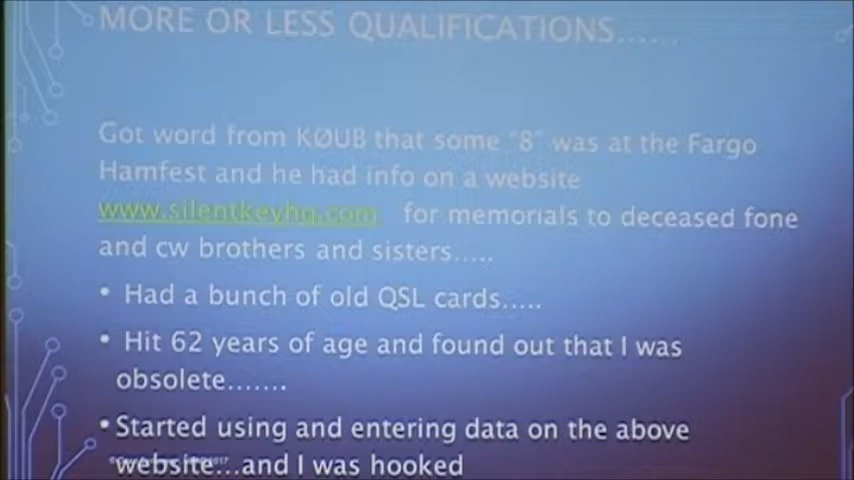 MORE OR LESS QUALIFICATIONS......
Got word from KØUB that some "8" was at the Fargo
Hamfest and he had info on a website
www.silentkeyhq.com for memorials to deceased fone
and cw brothers and sisters.....
• Had a bunch of old QSL cards.....
• Hit 62 years of age and found out that I was
obsolete.......
• Started using and entering data on the above
website...and I was hooked